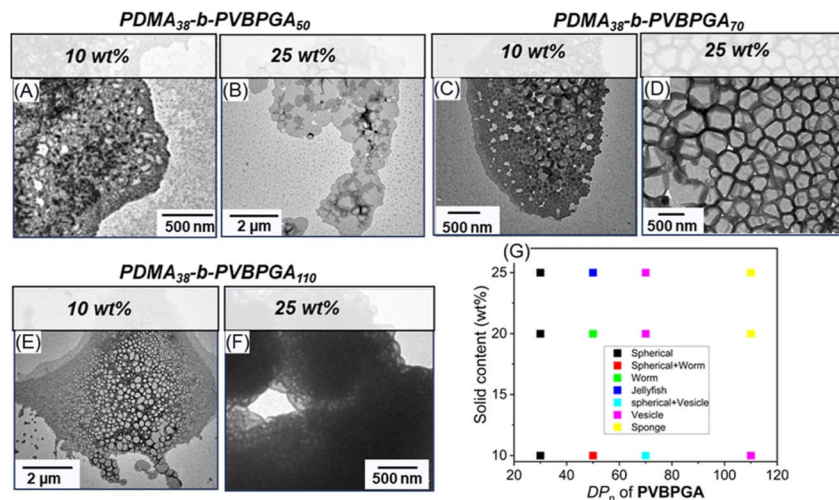 PDMA38-b-PVBPGA50
PDMA38-b-PVBPGA70
10 wt%
25 wt%
10 wt%
25 wt%
(A)
(B)
(C)
(D)
500 nm
2 µm
500 nm
500 nm
PDMA38-b-PVBPGA110
10 wt%
25 wt%
(E)
(F)
2 µm
500 nm
(G)
Solid content (wt%)
25
20
15
10
Spherical
Spherical+Worm
Worm
Jellyfish
spherical+Vesicle
Vesicle
Sponge
20 40 60 80 100 120
DPn of PVBPGA